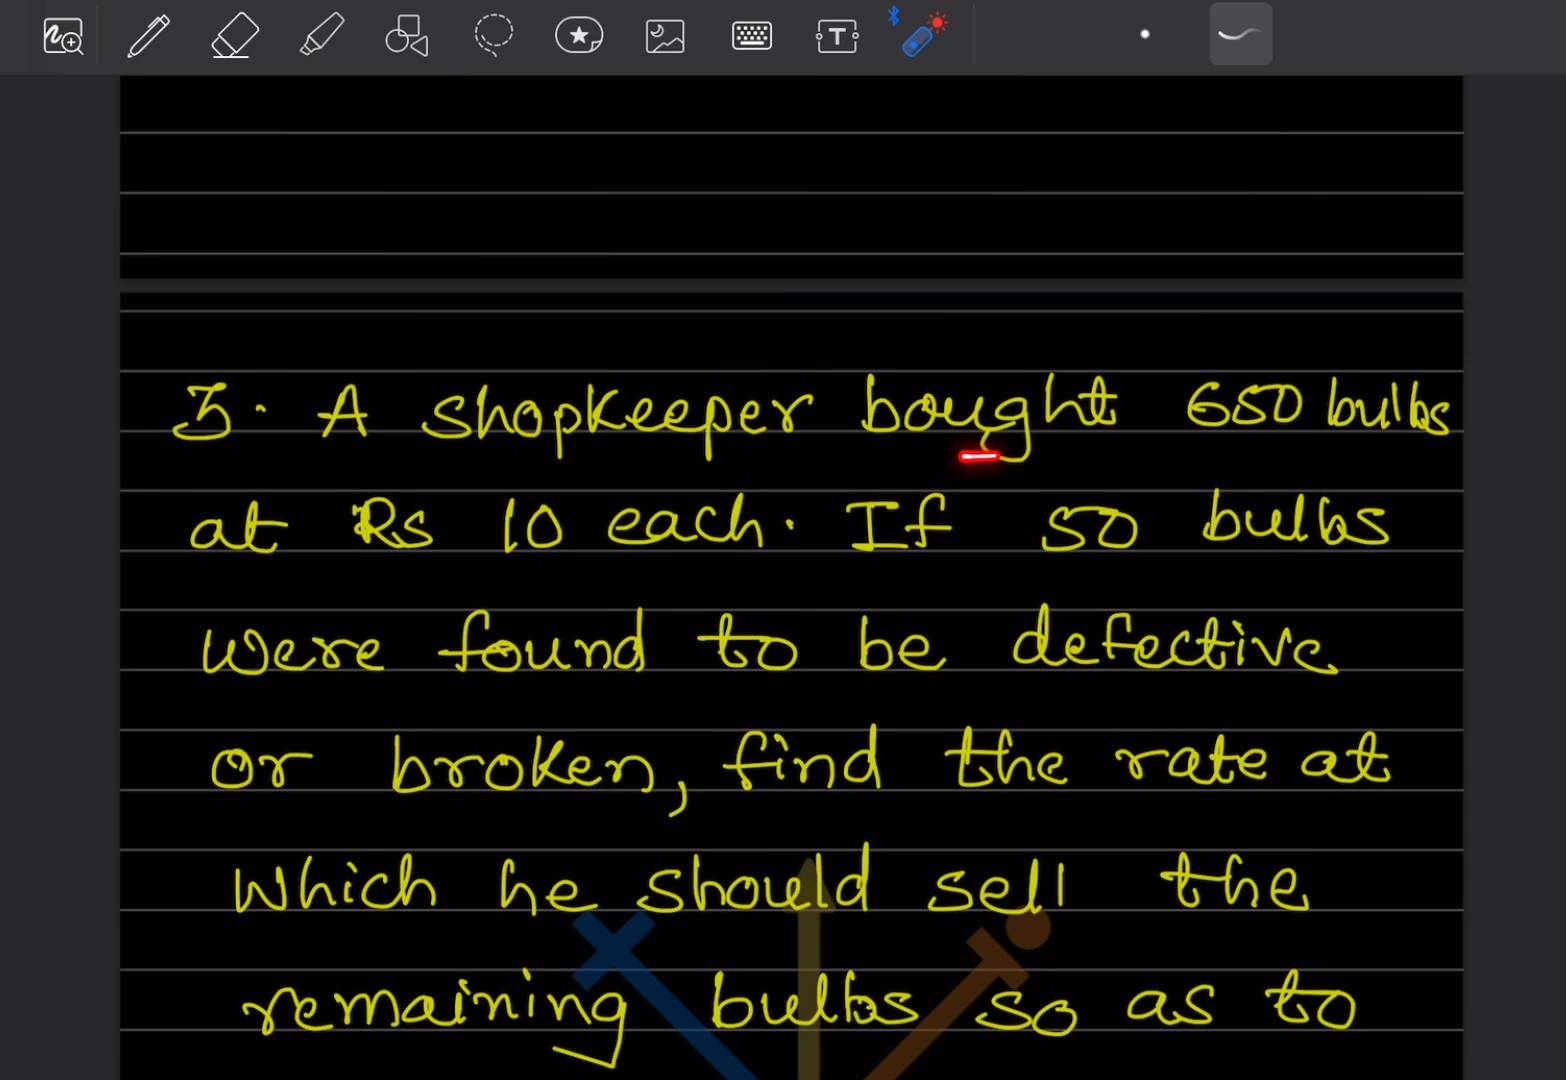 3. A shopkeeper bought 650 bulbs
at Rs 10 each. If 50 bulbs
were found to be defective
or broken, find the rate at
which he should sell the
remaining bulbs so as to